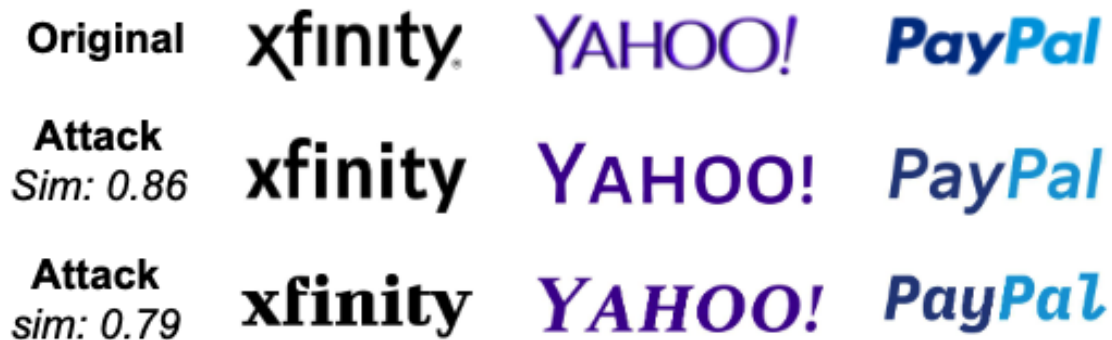 Original xfinity® YAHOO! PayPal
Attack
Sim: 0.86 xfinity YAHOO! PayPal
Attack
sim: 0.79 xfinity YAHOO! PayPal